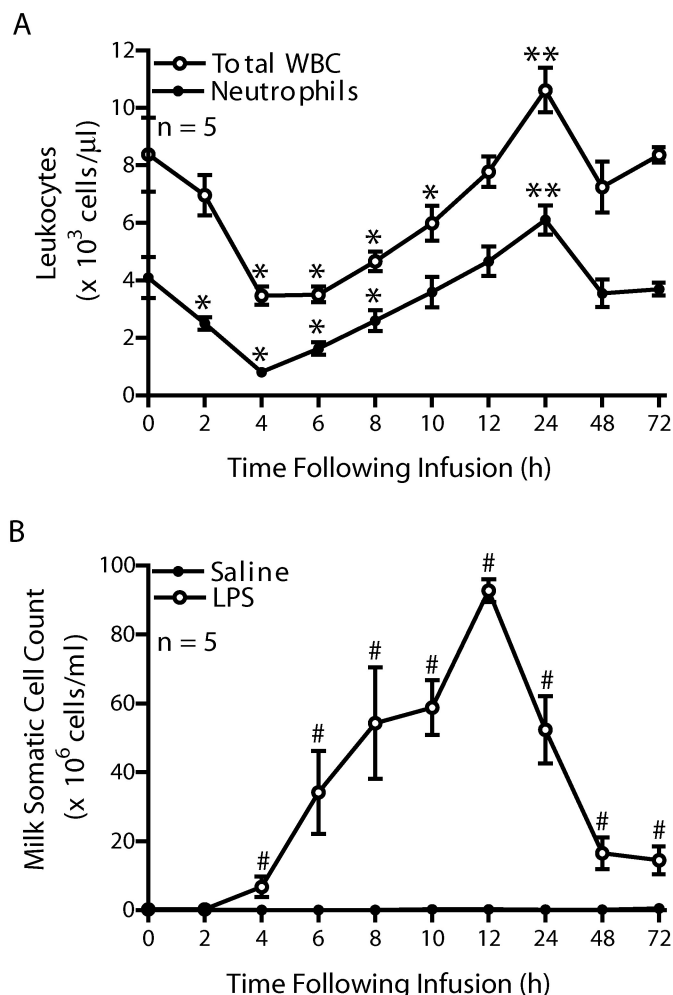 A
12
Total WBC
Neutrophils
10
n = 5
8
6
4
2
0
Leukocytes
(x 10³ cells/μl)
* * * * * * * * **
**
0 2 4 6 8 10 12 24 48 72
Time Following Infusion (h)
B
100
Saline
LPS
n = 5
80
60
40
20
0
Milk Somatic Cell Count
(x 10⁶ cells/ml)
# # # # # # # #
0 2 4 6 8 10 12 24 48 72
Time Following Infusion (h)